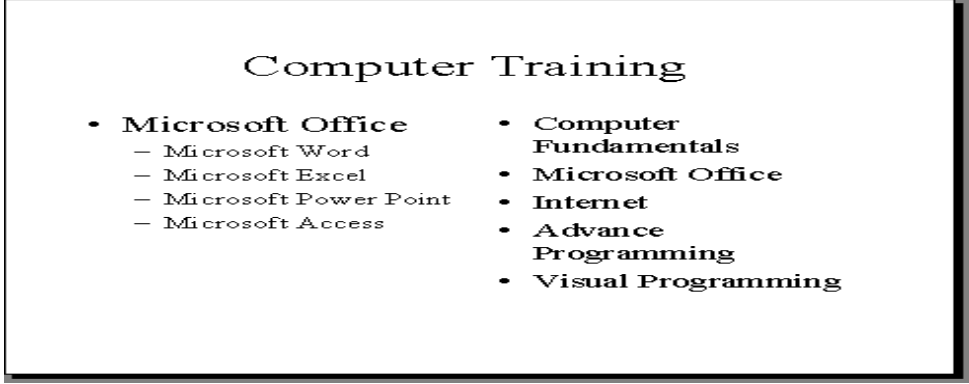 Computer Training
• Microsoft Office
– Microsoft Word
– Microsoft Excel
– Microsoft Power Point
– Microsoft Access
• Computer
Fundamentals
• Microsoft Office
• Internet
• Advance
Programming
• Visual Programming